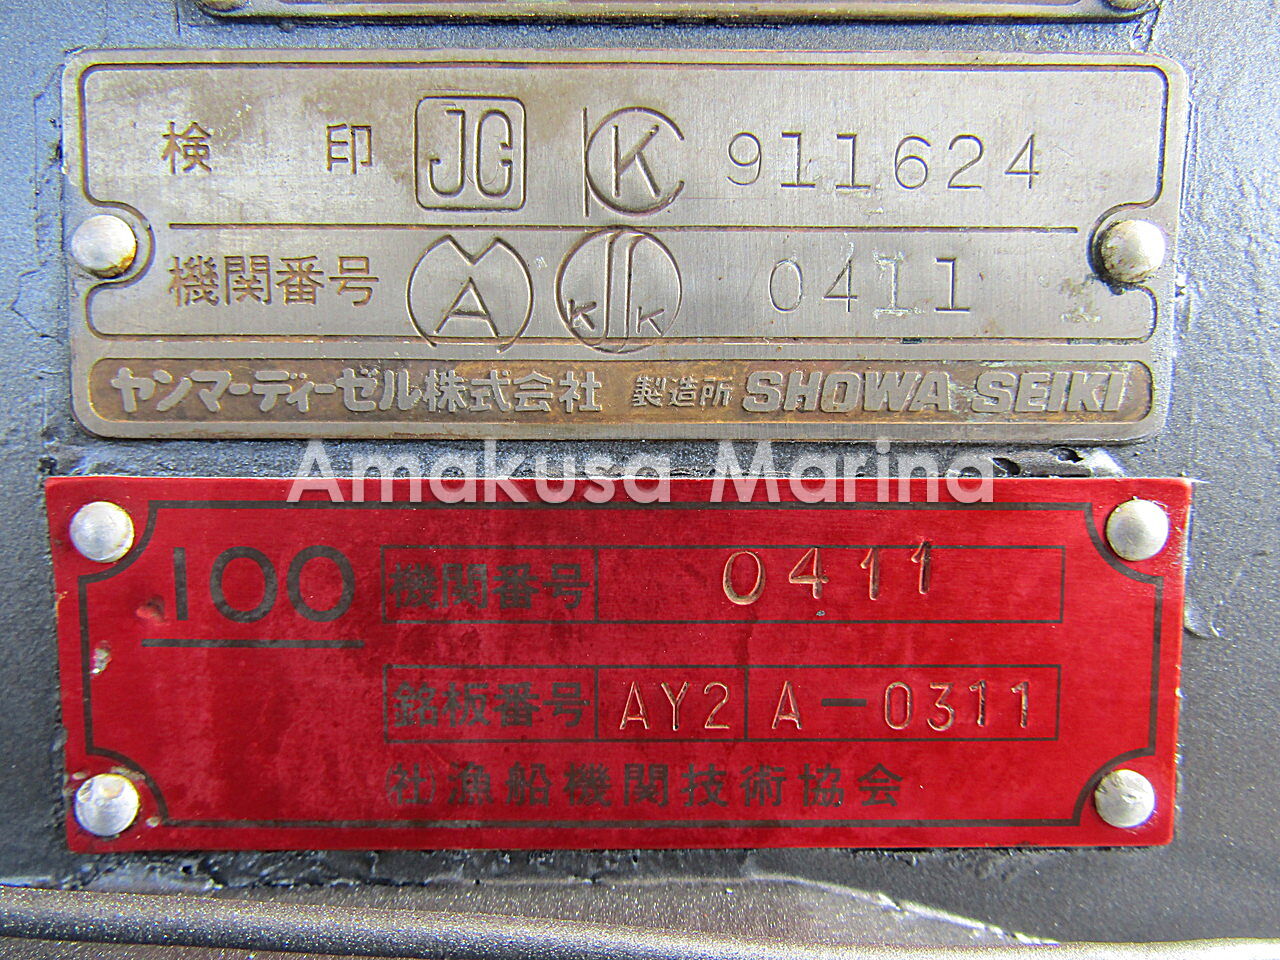 検印 JG K 911624
機関番号 MA KK 0411
ヤンマーディーゼル株式会社 製造所 SHOWA SEIKI
Amakusa Marina
100 機関番号 0411
銘板番号 AY2 A-0311
(社)漁船機関技術協会